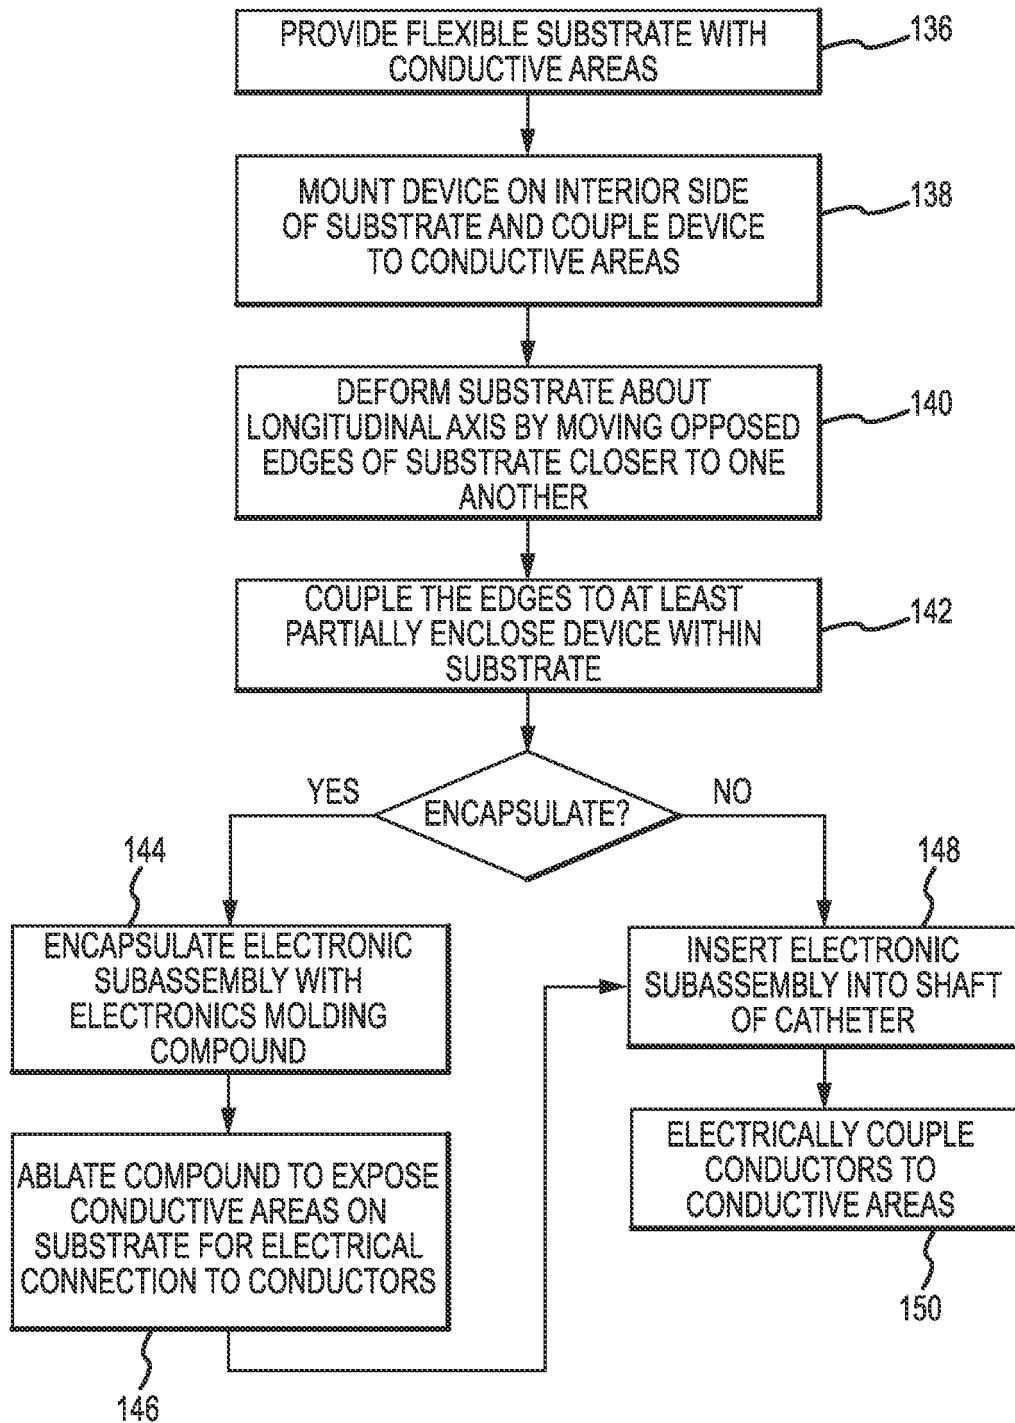 PROVIDE FLEXIBLE SUBSTRATE WITH
CONDUCTIVE AREAS
136
MOUNT DEVICE ON INTERIOR SIDE
OF SUBSTRATE AND COUPLE DEVICE
TO CONDUCTIVE AREAS
138
DEFORM SUBSTRATE ABOUT
LONGITUDINAL AXIS BY MOVING OPPOSED
EDGES OF SUBSTRATE CLOSER TO ONE
ANOTHER
140
COUPLE THE EDGES TO AT LEAST
PARTIALLY ENCLOSE DEVICE WITHIN
SUBSTRATE
142
YES
ENCAPSULATE?
NO
144
ENCAPSULATE ELECTRONIC
SUBASSEMBLY WITH
ELECTRONICS MOLDING
COMPOUND
ABLATE COMPOUND TO EXPOSE
CONDUCTIVE AREAS ON
SUBSTRATE FOR ELECTRICAL
CONNECTION TO CONDUCTORS
146
148
INSERT ELECTRONIC
SUBASSEMBLY INTO SHAFT
OF CATHETER
ELECTRICALLY COUPLE
CONDUCTORS TO
CONDUCTIVE AREAS
150